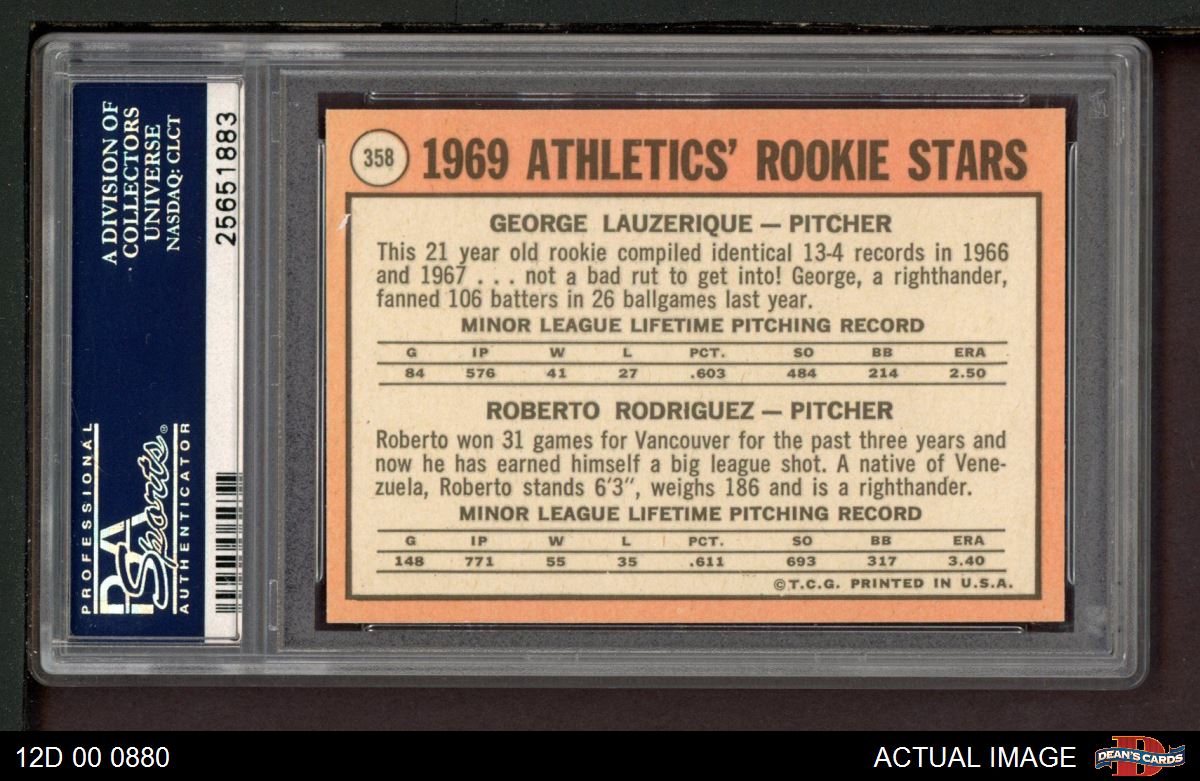 A DIVISION OF
COLLECTORS
UNIVERSE
NASDAQ: CLCT
25651883
PROFESSIONAL
PSA
Sports®
AUTHENTICATOR
358
1969 ATHLETICS' ROOKIE STARS
GEORGE LAUZERIQUE — PITCHER
This 21 year old rookie compiled identical 13-4 records in 1966
and 1967 . . . not a bad rut to get into! George, a righthander,
fanned 106 batters in 26 ballgames last year.
MINOR LEAGUE LIFETIME PITCHING RECORD
G IP W L PCT. SO BB ERA
84 576 41 27 .603 484 214 2.50
ROBERTO RODRIGUEZ — PITCHER
Roberto won 31 games for Vancouver for the past three years and
now he has earned himself a big league shot. A native of Vene-
zuela, Roberto stands 6'3", weighs 186 and is a righthander.
MINOR LEAGUE LIFETIME PITCHING RECORD
G IP W L PCT. SO BB ERA
148 771 55 35 .611 693 317 3.40
©T.C.G. PRINTED IN U.S.A.
12D 00 0880
ACTUAL IMAGE
D
DEAN'S CARDS